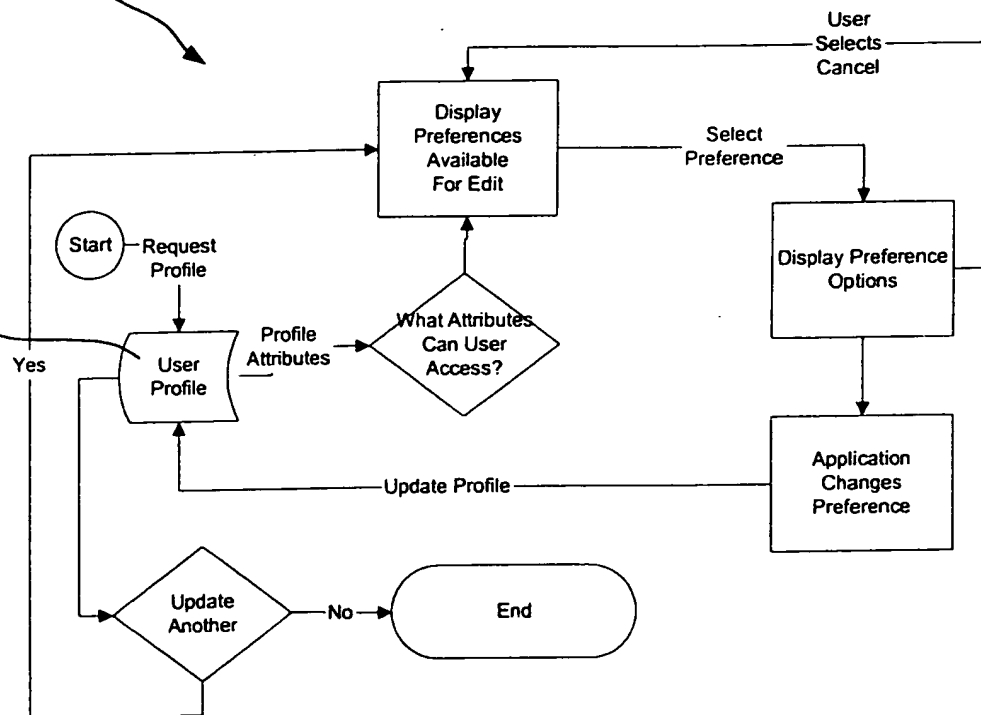 User
Selects
Cancel
Display
Preferences
Available
For Edit
Select
Preference
Start
Request
Profile
Display Preference
Options
What Attributes
Can User
Access?
Profile
Attributes
User
Profile
Yes
Application
Changes
Preference
Update Profile
Update
Another
No
End